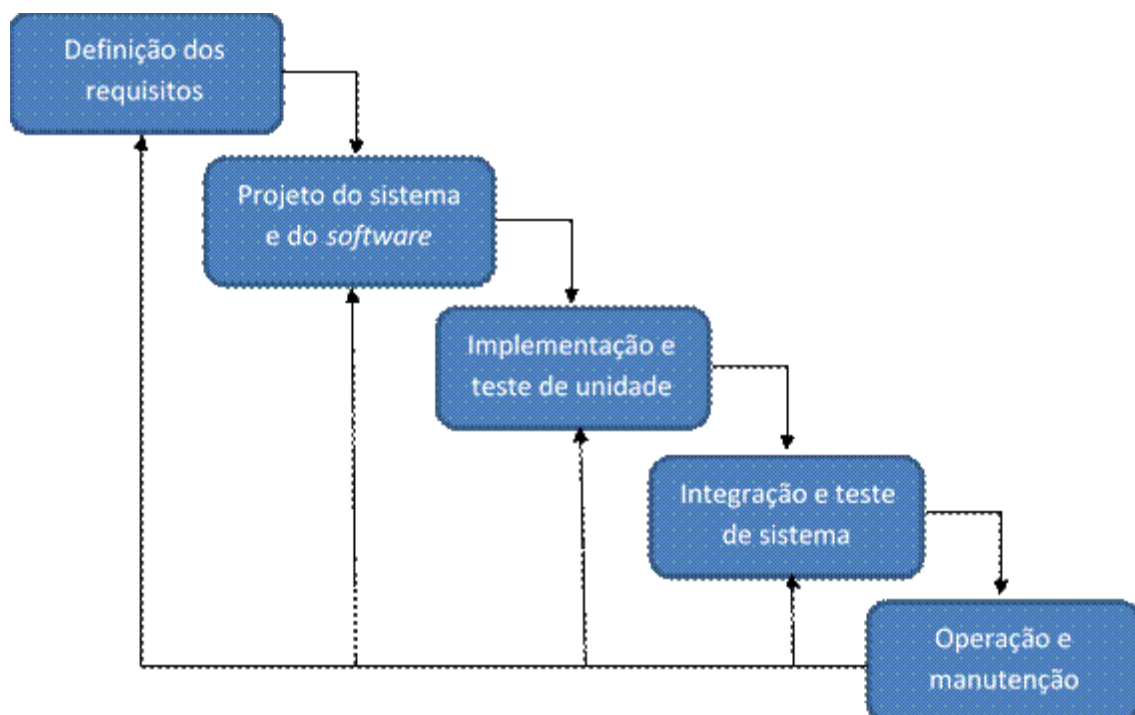 Definição dos
requisitos
Projeto do sistema
e do software
Implementação e
teste de unidade
Integração e teste
de sistema
Operação e
manutenção